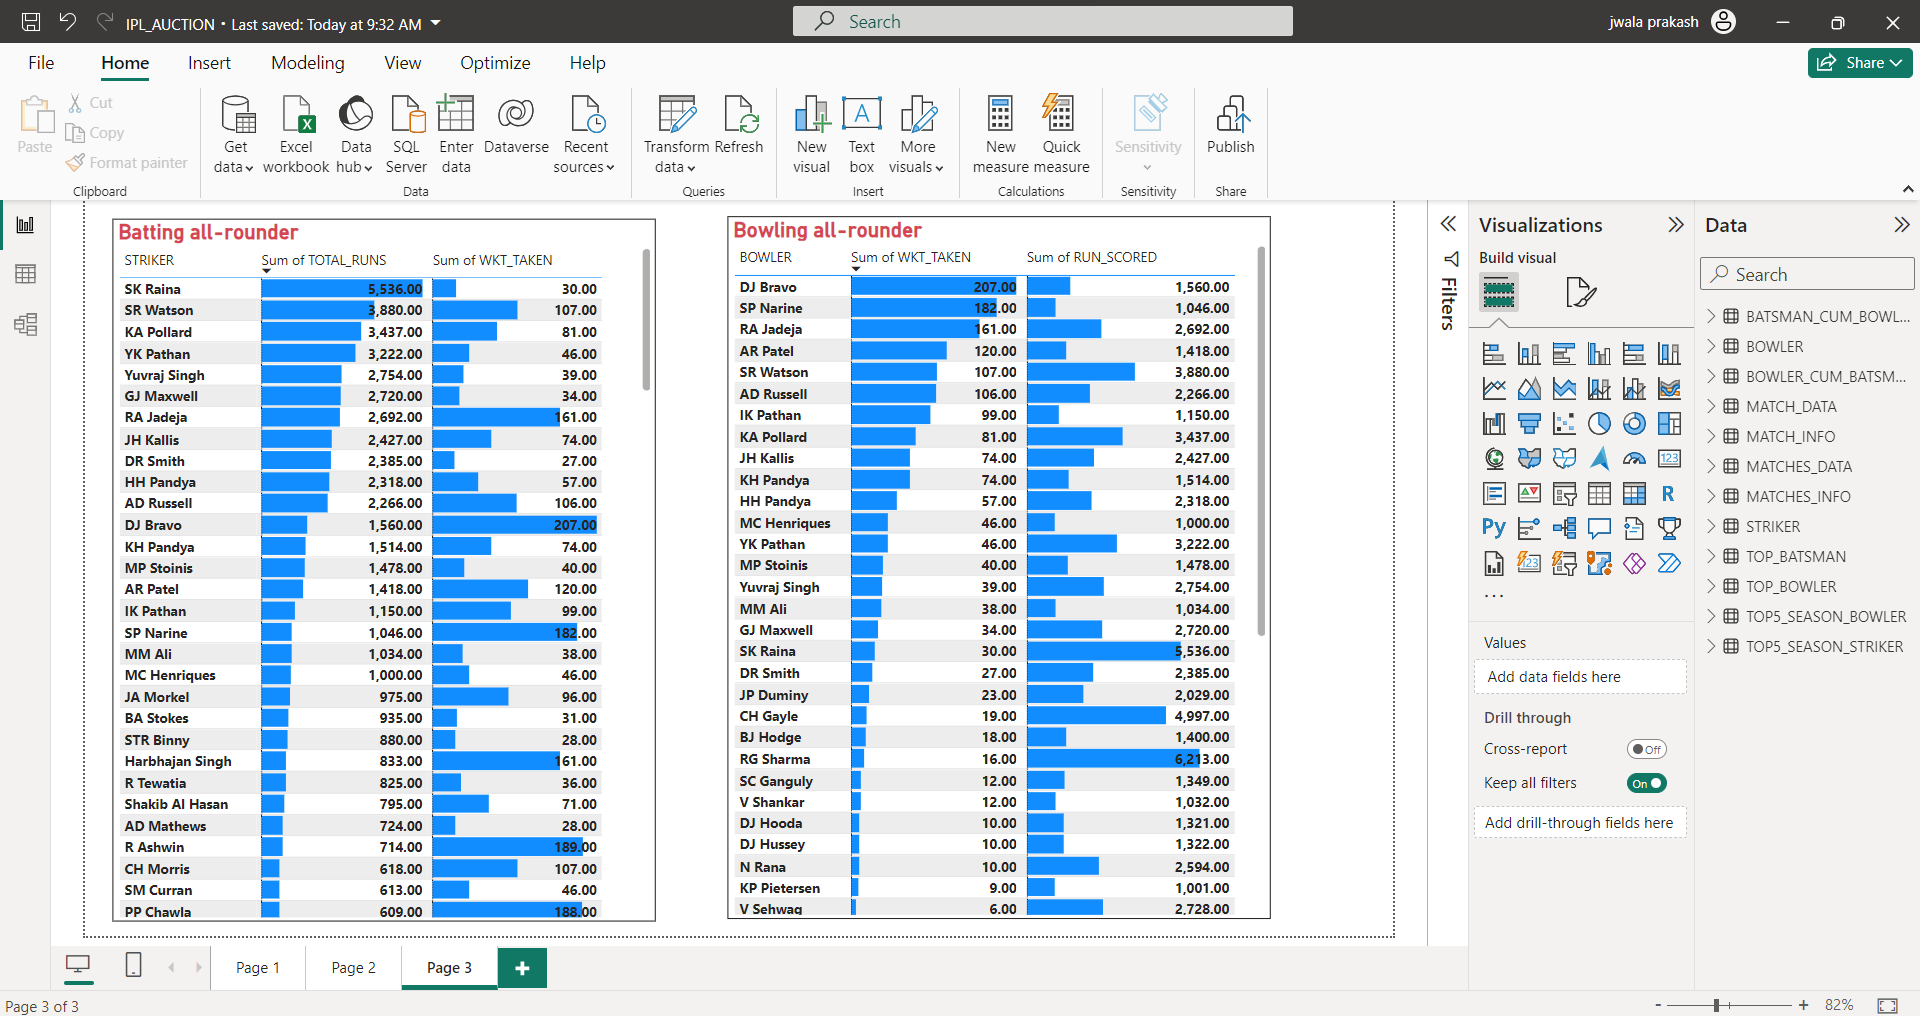 IPL_AUCTION • Last saved: Today at 9:32 AM
Search
jwala prakash
File
Home
Insert
Modeling
View
Optimize
Help
Share
Paste
Cut
Copy
Format painter
Clipboard
Get data
Excel workbook
Data hub
SQL Server
Enter data
Dataverse
Recent sources
Data
Transform data
Refresh
Queries
New visual
Text box
More visuals
Insert
New measure
Quick measure
Calculations
Sensitivity
Sensitivity
Publish
Share
Batting all-rounder
STRIKER Sum of TOTAL_RUNS Sum of WKT_TAKEN
SK Raina 5,536.00 30.00
SR Watson 3,880.00 107.00
KA Pollard 3,437.00 81.00
YK Pathan 3,222.00 46.00
Yuvraj Singh 2,754.00 39.00
GJ Maxwell 2,720.00 34.00
RA Jadeja 2,692.00 161.00
JH Kallis 2,427.00 74.00
DR Smith 2,385.00 27.00
HH Pandya 2,318.00 57.00
AD Russell 2,266.00 106.00
DJ Bravo 1,560.00 207.00
KH Pandya 1,514.00 74.00
MP Stoinis 1,478.00 40.00
AR Patel 1,418.00 120.00
IK Pathan 1,150.00 99.00
SP Narine 1,046.00 182.00
MM Ali 1,034.00 38.00
MC Henriques 1,000.00 46.00
JA Morkel 975.00 96.00
BA Stokes 935.00 31.00
STR Binny 880.00 28.00
Harbhajan Singh 833.00 161.00
R Tewatia 825.00 36.00
Shakib Al Hasan 795.00 71.00
AD Mathews 724.00 28.00
R Ashwin 714.00 189.00
CH Morris 618.00 107.00
SM Curran 613.00 46.00
PP Chawla 609.00 188.00
Bowling all-rounder
BOWLER Sum of WKT_TAKEN Sum of RUN_SCORED
DJ Bravo 207.00 1,560.00
SP Narine 182.00 1,046.00
RA Jadeja 161.00 2,692.00
AR Patel 120.00 1,418.00
SR Watson 107.00 3,880.00
AD Russell 106.00 2,266.00
IK Pathan 99.00 1,150.00
KA Pollard 81.00 3,437.00
JH Kallis 74.00 2,427.00
KH Pandya 74.00 1,514.00
HH Pandya 57.00 2,318.00
MC Henriques 46.00 1,000.00
YK Pathan 46.00 3,222.00
MP Stoinis 40.00 1,478.00
Yuvraj Singh 39.00 2,754.00
MM Ali 38.00 1,034.00
GJ Maxwell 34.00 2,720.00
SK Raina 30.00 5,536.00
DR Smith 27.00 2,385.00
JP Duminy 23.00 2,029.00
CH Gayle 19.00 4,997.00
BJ Hodge 18.00 1,400.00
RG Sharma 16.00 6,213.00
SC Ganguly 12.00 1,349.00
V Shankar 12.00 1,032.00
DJ Hooda 10.00 1,321.00
DJ Hussey 10.00 1,322.00
N Rana 10.00 2,594.00
KP Pietersen 9.00 1,001.00
V Sehwag 6.00 2,728.00
Filters
Visualizations
Build visual
123
R
Py
123
...
Values
Add data fields here
Drill through
Cross-report
Off
Keep all filters
On
Add drill-through fields here
Data
Search
BATSMAN_CUM_BOWL...
BOWLER
BOWLER_CUM_BATSM...
MATCH_DATA
MATCH_INFO
MATCHES_DATA
MATCHES_INFO
STRIKER
TOP_BATSMAN
TOP_BOWLER
TOP5_SEASON_BOWLER
TOP5_SEASON_STRIKER
Page 1
Page 2
Page 3
Page 3 of 3
- + 82%